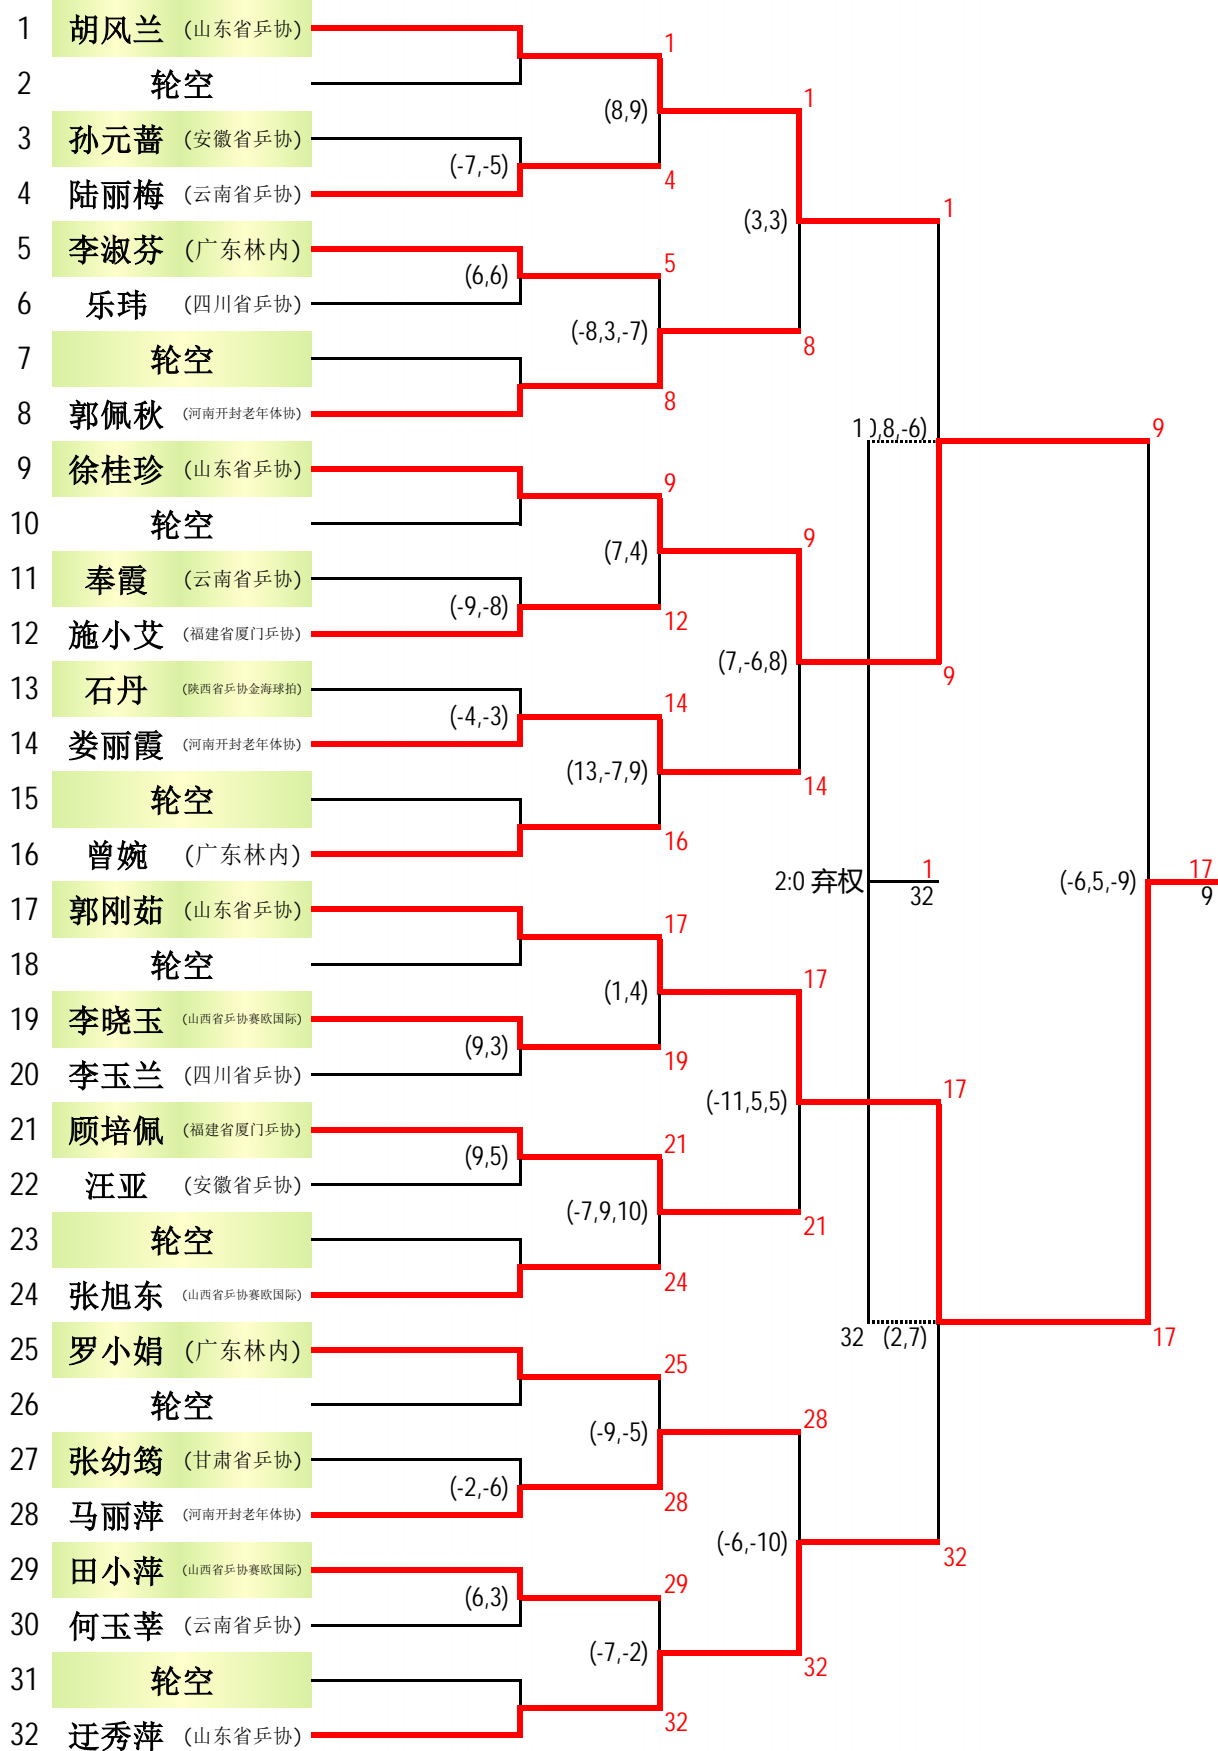 1 胡风兰 (山东省乒协)
1
2 轮空
(8,9)
1
3 孙元蔷 (安徽省乒协)
(-7,-5)
4 陆丽梅 (云南省乒协)
4
(3,3)
1
5 李淑芬 (广东林内)
(6,6)
5
6 乐玮 (四川省乒协)
(-8,3,-7)
8
7 轮空
8
8 郭佩秋 (河南开封老年体协)
1 0,8,-6)
9
9 徐桂珍 (山东省乒协)
9
10 轮空
(7,4)
9
11 奉霞 (云南省乒协)
(-9,-8)
12 施小艾 (福建省厦门乒协)
12
(7,-6,8)
9
13 石丹 (陕西省乒协金海球拍)
(-4,-3)
14
14 娄丽霞 (河南开封老年体协)
(13,-7,9)
14
15 轮空
16
16 曾婉 (广东林内)
2:0 弃权
1
32
(-6,5,-9)
17
9
17 郭刚茹 (山东省乒协)
17
18 轮空
(1,4)
17
19 李晓玉 (山西省乒协赛欧国际)
(9,3)
19
20 李玉兰 (四川省乒协)
(-11,5,5)
17
21 顾培佩 (福建省厦门乒协)
(9,5)
21
22 汪亚 (安徽省乒协)
(-7,9,10)
21
23 轮空
24
24 张旭东 (山西省乒协赛欧国际)
32 (2,7)
17
25 罗小娟 (广东林内)
25
26 轮空
(-9,-5)
28
27 张幼筠 (甘肃省乒协)
(-2,-6)
28
28 马丽萍 (河南开封老年体协)
(-6,-10)
32
29 田小萍 (山西省乒协赛欧国际)
(6,3)
29
30 何玉莘 (云南省乒协)
(-7,-2)
32
31 轮空
32
32 迂秀萍 (山东省乒协)